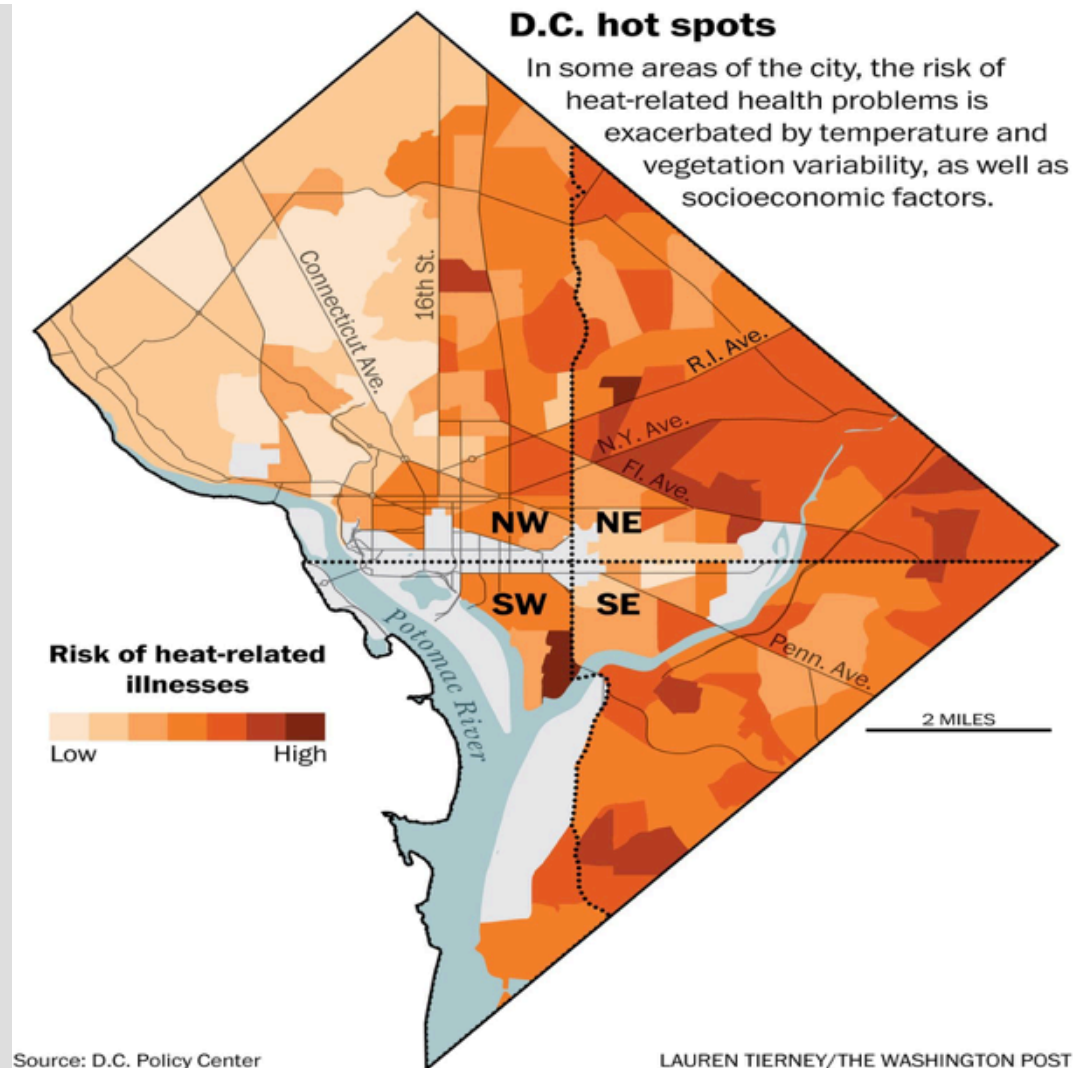 D.C. hot spots
In some areas of the city, the risk of
heat-related health problems is
exacerbated by temperature and
vegetation variability, as well as
socioeconomic factors.
Connecticut Ave.
16th St.
R.I. Ave.
N.Y. Ave.
Fl. Ave.
NW
NE
SW
SE
Penn. Ave.
Potomac River
Risk of heat-related
illnesses
Low
High
2 MILES
Source: D.C. Policy Center
LAUREN TIERNEY/THE WASHINGTON POST